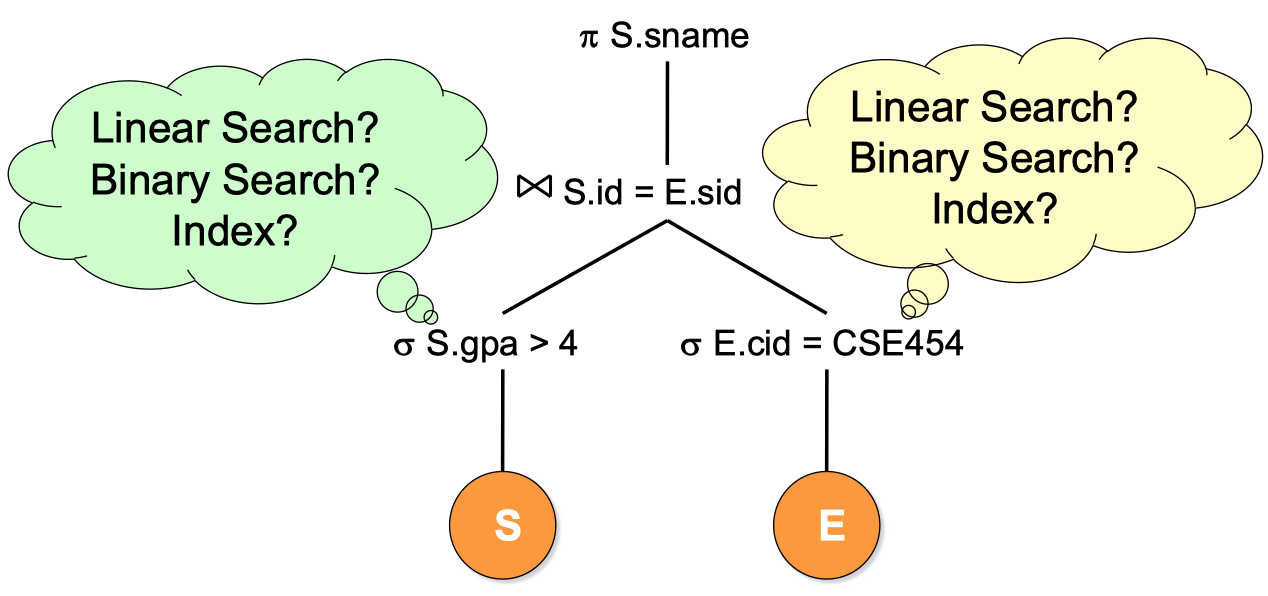 π S.sname
Linear Search?
Binary Search?
Index?
Linear Search?
Binary Search?
Index?
⋈ S.id = E.sid
σ S.gpa > 4
σ E.cid = CSE454
S
E